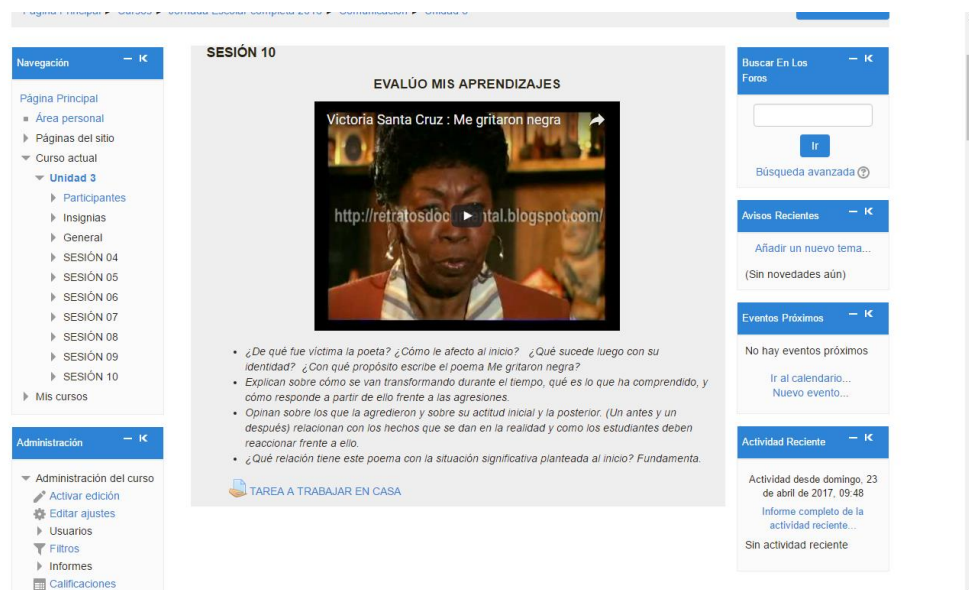 Navegación
Página Principal
Área personal
Páginas del sitio
Curso actual
Unidad 3
Participantes
Insignias
General
SESIÓN 04
SESIÓN 05
SESIÓN 06
SESIÓN 07
SESIÓN 08
SESIÓN 09
SESIÓN 10
Mis cursos
Administración
Administración del curso
Activar edición
Editar ajustes
Usuarios
Filtros
Informes
Calificaciones
SESIÓN 10
EVALÚO MIS APRENDIZAJES
Victoria Santa Cruz : Me gritaron negra
¿De qué fue víctima la poeta? ¿Cómo le afecto al inicio? ¿Qué sucede luego con su
identidad? ¿Con qué propósito escribe el poema Me gritaron negra?
Explican sobre cómo se van transformando durante el tiempo, qué es lo que ha comprendido, y
cómo responde a partir de ello frente a las agresiones.
Opinan sobre los que la agredieron y sobre su actitud inicial y la posterior. (Un antes y un
después) relacionan con los hechos que se dan en la realidad y como los estudiantes deben
reaccionar frente a ello.
¿Qué relación tiene este poema con la situación significativa planteada al inicio? Fundamenta.
TAREA A TRABAJAR EN CASA
Buscar En Los
Foros
Ir
Búsqueda avanzada
Avisos Recientes
Añadir un nuevo tema...
(Sin novedades aún)
Eventos Próximos
No hay eventos próximos
Ir al calendario...
Nuevo evento...
Actividad Reciente
Actividad desde domingo, 23
de abril de 2017, 09:48
Informe completo de la
actividad reciente...
Sin actividad reciente